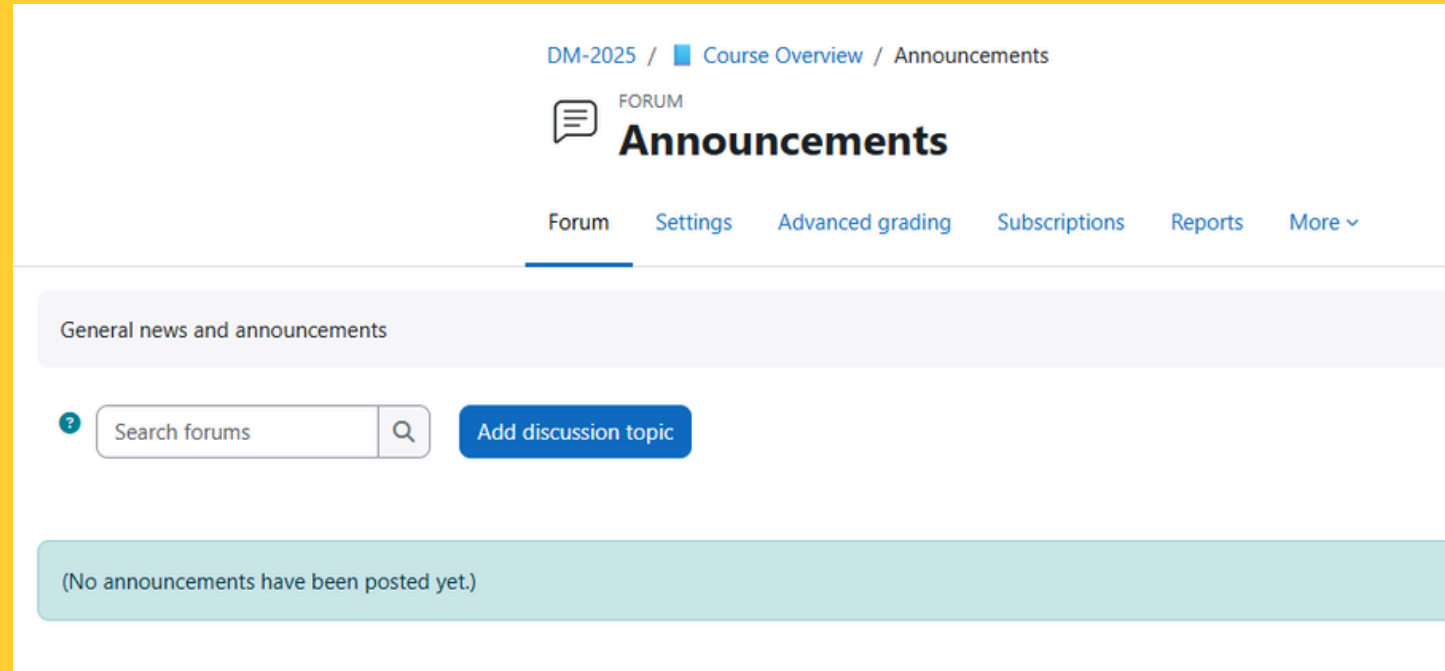 DM-2025 / Course Overview / Announcements
FORUM
Announcements
Forum Settings Advanced grading Subscriptions Reports More
General news and announcements
? Search forums Add discussion topic
(No announcements have been posted yet.)